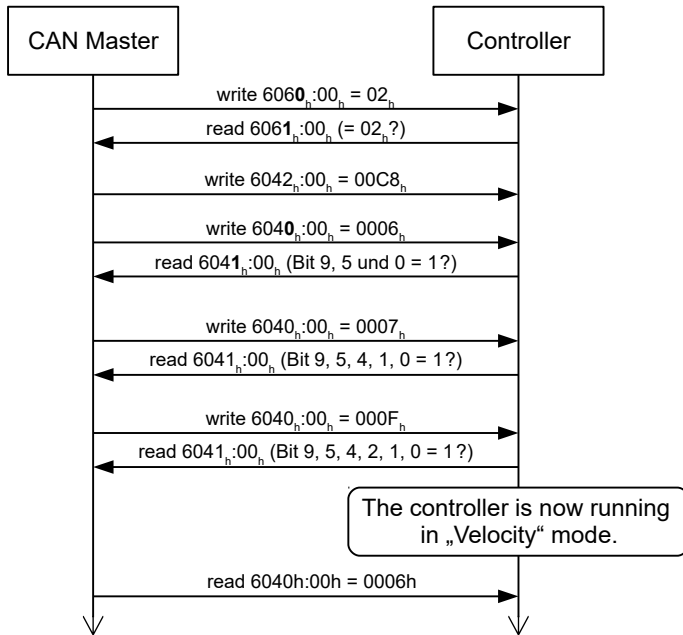 CAN Master
Controller
write 6060ₕ:00ₕ = 02ₕ
read 6061ₕ:00ₕ (= 02ₕ?)
write 6042ₕ:00ₕ = 00C8ₕ
write 6040ₕ:00ₕ = 0006ₕ
read 6041ₕ:00ₕ (Bit 9, 5 und 0 = 1?)
write 6040ₕ:00ₕ = 0007ₕ
read 6041ₕ:00ₕ (Bit 9, 5, 4, 1, 0 = 1?)
write 6040ₕ:00ₕ = 000Fₕ
read 6041ₕ:00ₕ (Bit 9, 5, 4, 2, 1, 0 = 1?)
The controller is now running
in „Velocity“ mode.
read 6040h:00h = 0006h